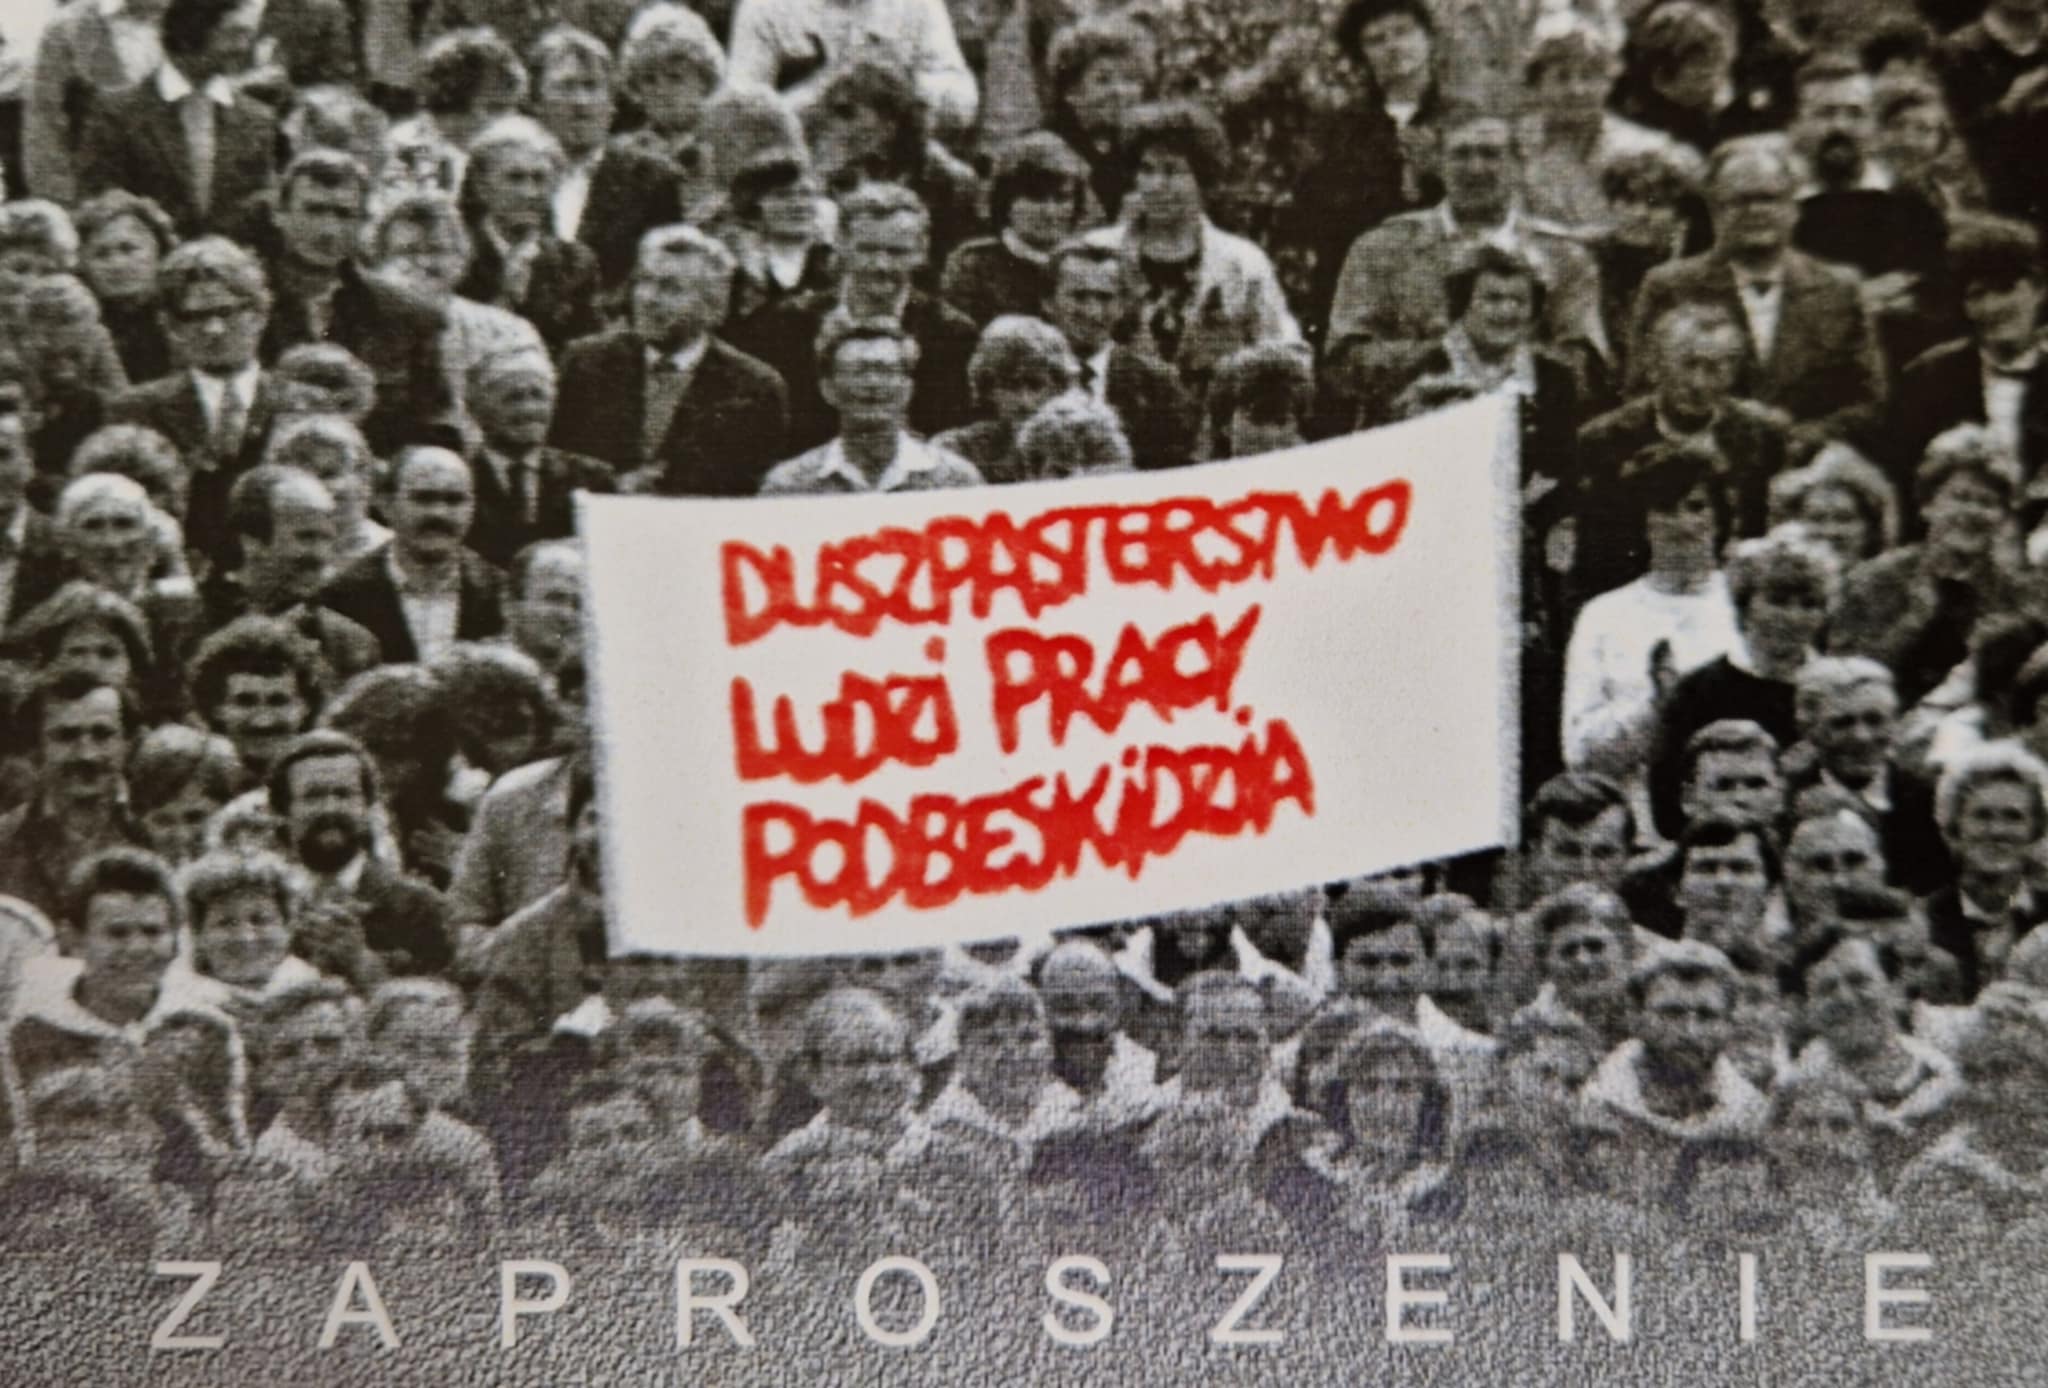 DUSZPASTERSTWO
LUDZI PRACY
PODBESKIDZIA
ZAPROSZENIE